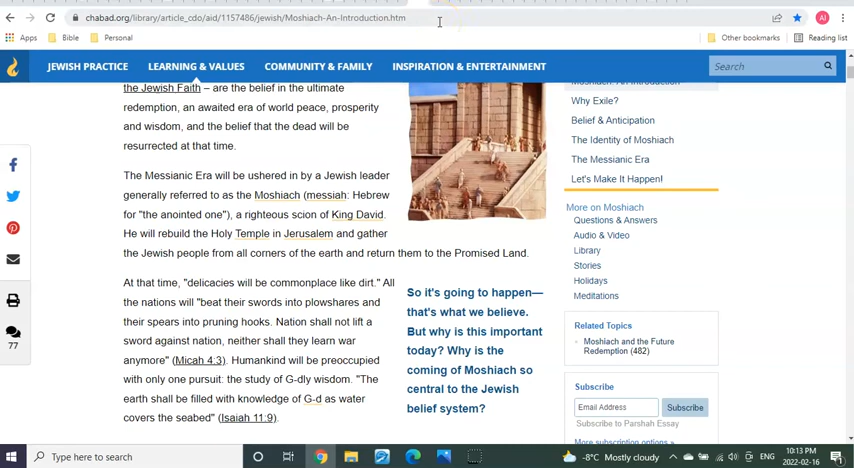 chabad.org/library/article_cdo/aid/1157486/jewish/Moshiach-An-Introduction.htm
AI
Apps
Bible
Personal
Other bookmarks
Reading list
JEWISH PRACTICE
LEARNING & VALUES
COMMUNITY & FAMILY
INSPIRATION & ENTERTAINMENT
Search
the Jewish Faith – are the belief in the ultimate
redemption, an awaited era of world peace, prosperity
and wisdom, and the belief that the dead will be
resurrected at that time.
The Messianic Era will be ushered in by a Jewish leader
generally referred to as the Moshiach (messiah: Hebrew
for "the anointed one"), a righteous scion of King David.
He will rebuild the Holy Temple in Jerusalem and gather
the Jewish people from all corners of the earth and return them to the Promised Land.
At that time, "delicacies will be commonplace like dirt." All
the nations will "beat their swords into plowshares and
their spears into pruning hooks. Nation shall not lift a
sword against nation, neither shall they learn war
anymore" (Micah 4:3). Humankind will be preoccupied
with only one pursuit: the study of G-dly wisdom. "The
earth shall be filled with knowledge of G-d as water
covers the seabed" (Isaiah 11:9).
So it's going to happen—
that's what we believe.
But why is this important
today? Why is the
coming of Moshiach so
central to the Jewish
belief system?
Moshiach: An Introduction
Why Exile?
Belief & Anticipation
The Identity of Moshiach
The Messianic Era
Let's Make It Happen!
More on Moshiach
Questions & Answers
Audio & Video
Library
Stories
Holidays
Meditations
Related Topics
Moshiach and the Future
Redemption (482)
Subscribe
Email Address
Subscribe
Subscribe to Parshah Essay
More subscription options »
77
Type here to search
-8°C Mostly cloudy
ENG
10:13 PM
2022-02-16